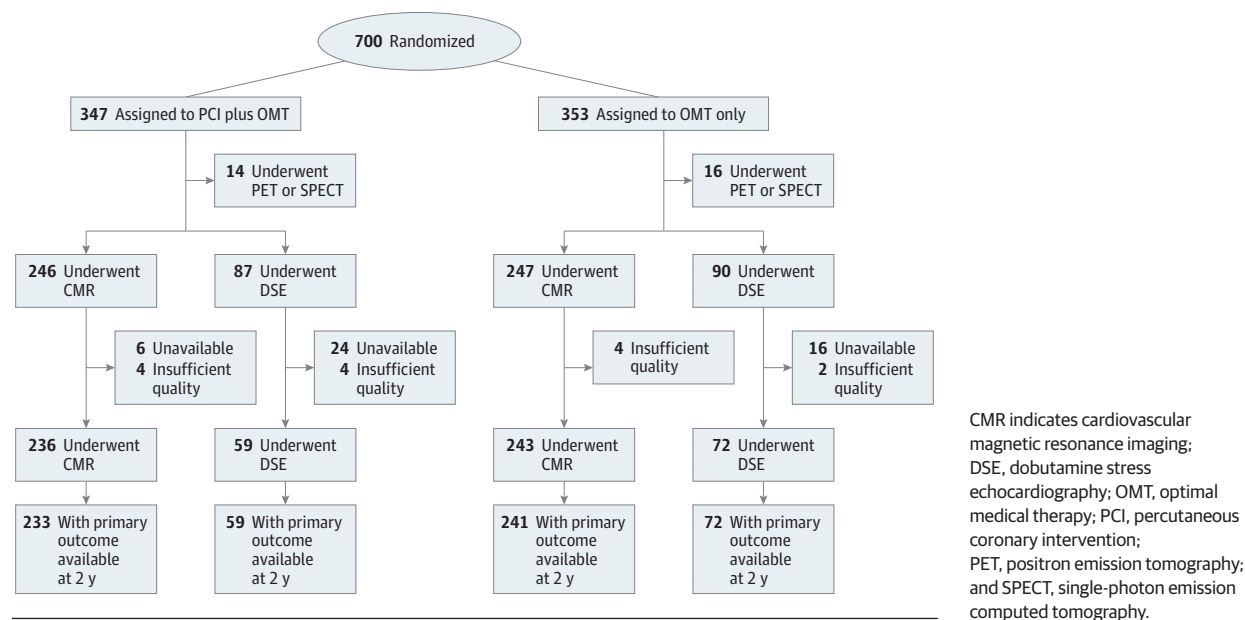 700 Randomized
347 Assigned to PCI plus OMT
353 Assigned to OMT only
14 Underwent
PET or SPECT
16 Underwent
PET or SPECT
246 Underwent
CMR
87 Underwent
DSE
247 Underwent
CMR
90 Underwent
DSE
6 Unavailable
4 Insufficient
quality
24 Unavailable
4 Insufficient
quality
4 Insufficient
quality
16 Unavailable
2 Insufficient
quality
236 Underwent
CMR
59 Underwent
DSE
243 Underwent
CMR
72 Underwent
DSE
233 With primary
outcome
available
at 2 y
59 With primary
outcome
available
at 2 y
241 With primary
outcome
available
at 2 y
72 With primary
outcome
available
at 2 y
CMR indicates cardiovascular
magnetic resonance imaging;
DSE, dobutamine stress
echocardiography; OMT, optimal
medical therapy; PCI, percutaneous
coronary intervention;
PET, positron emission tomography;
and SPECT, single-photon emission
computed tomography.